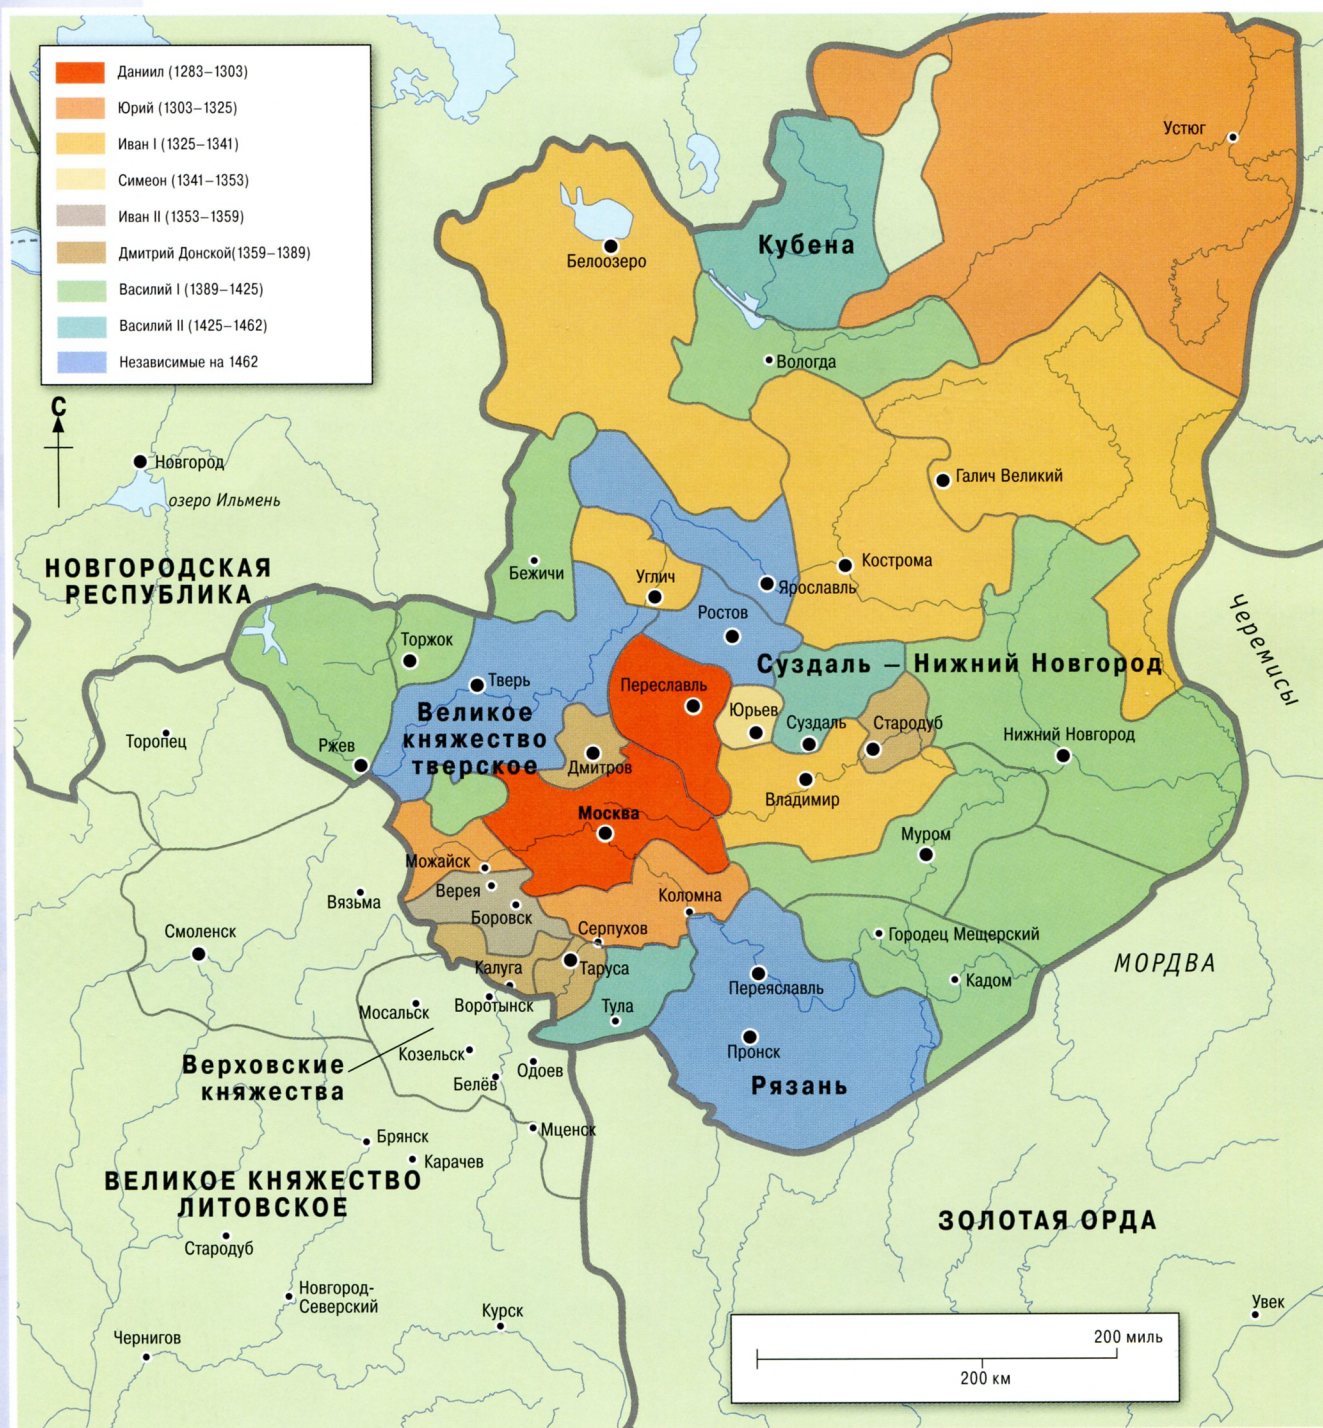 Даниил (1283–1303)
Юрий (1303–1325)
Иван I (1325–1341)
Симеон (1341–1353)
Иван II (1353–1359)
Дмитрий Донской(1359–1389)
Василий I (1389–1425)
Василий II (1425–1462)
Независимые на 1462
С
Устюг
Кубена
Белоозеро
Вологда
Новгород
озеро Ильмень
Галич Великий
НОВГОРОДСКАЯ
РЕСПУБЛИКА
Бежичи
Углич
Кострома
Ярославль
Ростов
Черемисы
Торжок
Суздаль – Нижний Новгород
Тверь
Переславль
Великое
княжество
тверское
Юрьев
Суздаль
Стародуб
Нижний Новгород
Торопец
Ржев
Дмитров
Владимир
Москва
Муром
Можайск
Верея
Боровск
Коломна
Вязьма
Смоленск
Серпухов
Городец Мещерский
МОРДВА
Калуга
Таруса
Кадом
Переяславль
Воротынск
Тула
Мосальск
Пронск
Козельск
Верховские
княжества
Одоев
Белёв
Рязань
Мценск
Брянск
Карачев
ВЕЛИКОЕ КНЯЖЕСТВО
ЛИТОВСКОЕ
ЗОЛОТАЯ ОРДА
Стародуб
Новгород-
Северский
Курск
Увек
Чернигов
200 миль
200 км